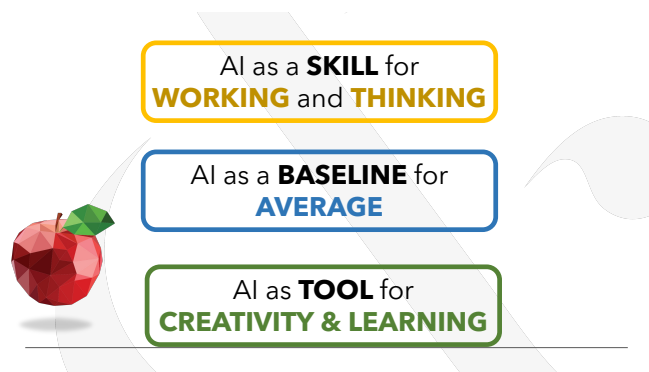 AI as a SKILL for
WORKING and THINKING
AI as a BASELINE for
AVERAGE
AI as TOOL for
CREATIVITY & LEARNING